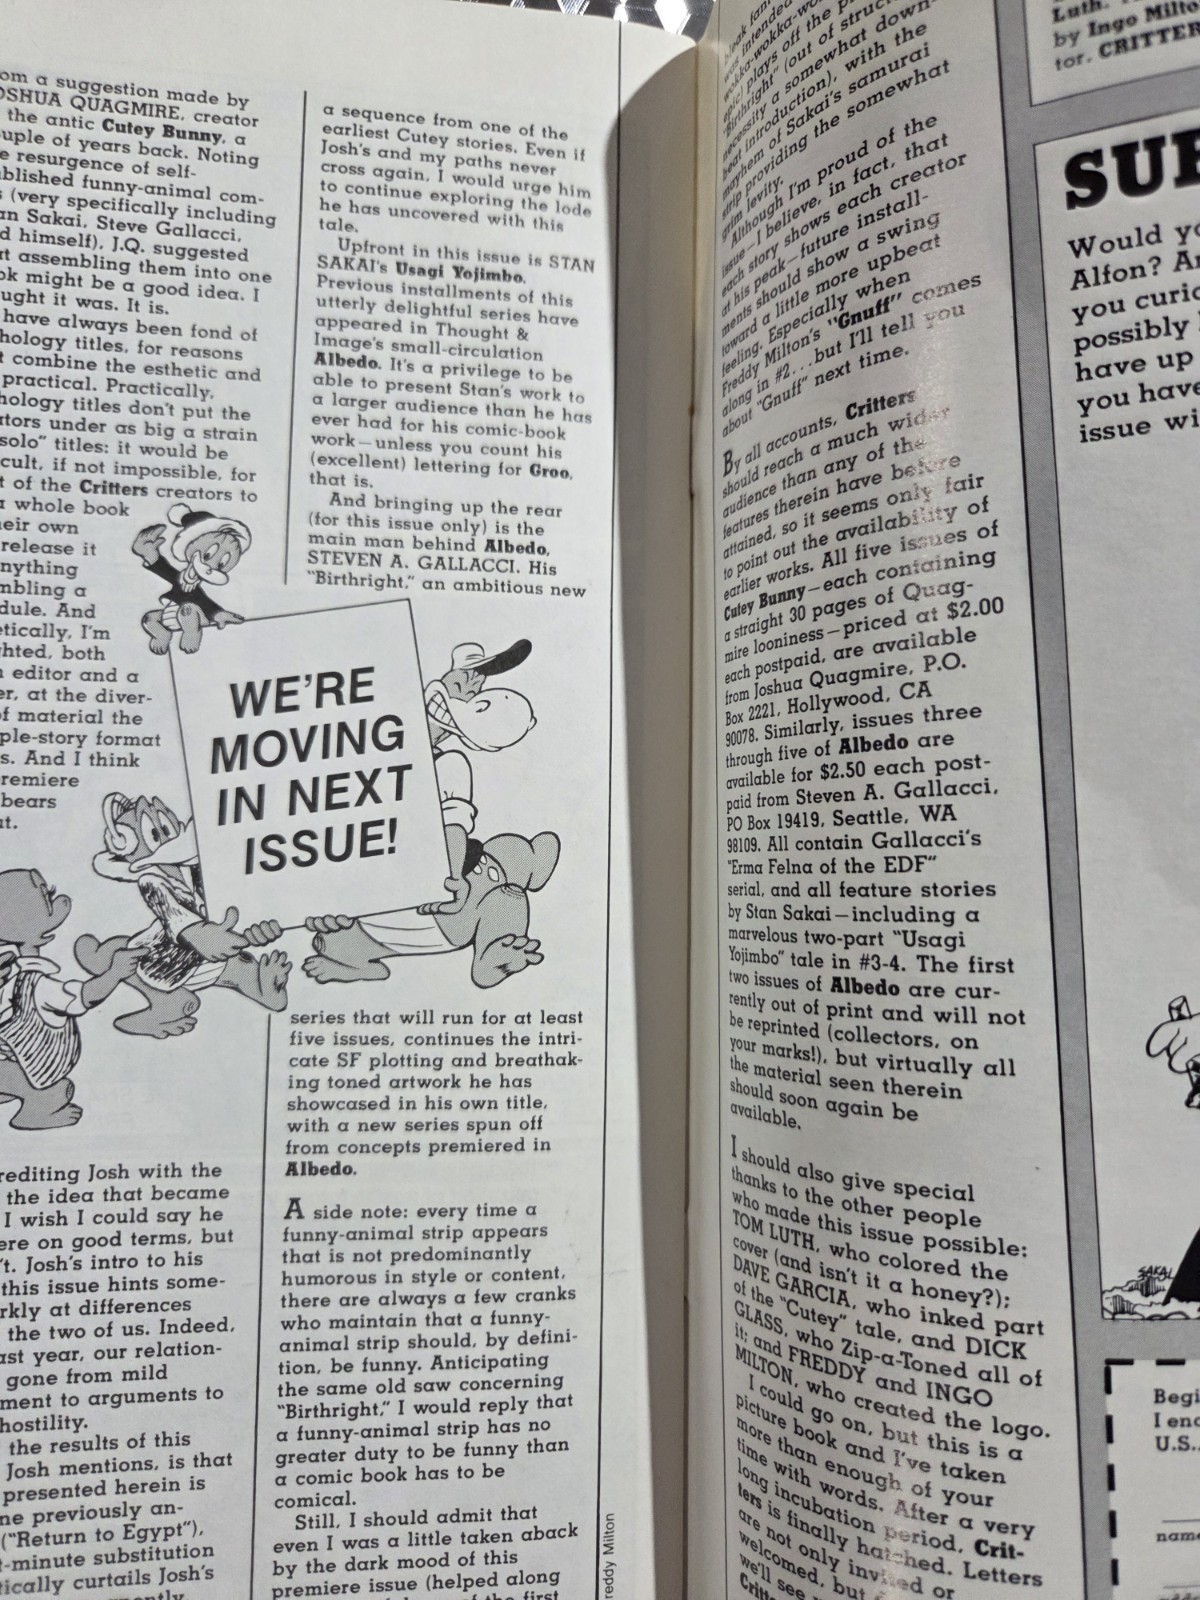 om a suggestion made by
OSHUA QUAGMIRE, creator
the antic Cutey Bunny, a
ouple of years back. Noting
e resurgence of self-
ublished funny-animal com-
s (very specifically including
an Sakai, Steve Gallacci,
d himself), J.Q. suggested
t assembling them into one
ok might be a good idea. I
ught it was. It is.
have always been fond of
hology titles, for reasons
t combine the esthetic and
practical. Practically,
hology titles don't put the
ators under as big a strain
"solo" titles: it would be
cult, if not impossible, for
t of the Critters creators to
a whole book
heir own
release it
nything
mbling a
dule. And
etically, I'm
ghted, both
n editor and a
er, at the diver-
of material the
ple-story format
s. And I think
remiere
bears
ut.
WE'RE
MOVING
IN NEXT
ISSUE!
rediting Josh with the
the idea that became
I wish I could say he
ere on good terms, but
't. Josh's intro to his
this issue hints some-
rkly at differences
the two of us. Indeed,
ast year, our relation-
gone from mild
ment to arguments to
hostility.
the results of this
Josh mentions, is that
presented herein is
ne previously an-
("Return to Egypt"),
t-minute substitution
tically curtails Josh's
a sequence from one of the
earliest Cutey stories. Even if
Josh's and my paths never
cross again, I would urge him
to continue exploring the lode
he has uncovered with this
tale.
Upfront in this issue is STAN
SAKAI's Usagi Yojimbo.
Previous installments of this
utterly delightful series have
appeared in Thought &
Image's small-circulation
Albedo. It's a privilege to be
able to present Stan's work to
a larger audience than he has
ever had for his comic-book
work—unless you count his
(excellent) lettering for Groo,
that is.
And bringing up the rear
(for this issue only) is the
main man behind Albedo,
STEVEN A. GALLACCI. His
"Birthright," an ambitious new
series that will run for at least
five issues, continues the intri-
cate SF plotting and breathak-
ing toned artwork he has
showcased in his own title,
with a new series spun off
from concepts premiered in
Albedo.
A side note: every time a
funny-animal strip appears
that is not predominantly
humorous in style or content,
there are always a few cranks
who maintain that a funny-
animal strip should, by defini-
tion, be funny. Anticipating
the same old saw concerning
"Birthright," I would reply that
a funny-animal strip has no
greater duty to be funny than
a comic book has to be
comical.
Still, I should admit that
even I was a little taken aback
by the dark mood of this
premiere issue (helped along
of the first
reddy Milton
was intended
wokka-wokka-wo
epic) plays off the
"Birthright" (out of struc
necessity a somewhat down-
beat introduction), with the
mayhem of Sakai's samurai
strip providing the somewhat
grim levity.
Although I'm proud of the
issue—I believe, in fact, that
each story shows each creator
at his peak—future install-
ments should show a swing
toward a little more upbeat
feeling. Especially when
Freddy Milton's "Gnuff" comes
along in #2...but I'll tell you
about "Gnuff" next time.
By all accounts, Critters
should reach a much wider
audience than any of the
features therein have before
attained, so it seems only fair
to point out the availability of
earlier works. All five issues of
Cutey Bunny—each containing
a straight 30 pages of Quag-
mire looniness—priced at $2.00
each postpaid, are available
from Joshua Quagmire, P.O.
Box 2221, Hollywood, CA
90078. Similarly, issues three
through five of Albedo are
available for $2.50 each post-
paid from Steven A. Gallacci,
PO Box 19419, Seattle, WA
98109. All contain Gallacci's
"Erma Felna of the EDF"
serial, and all feature stories
by Stan Sakai—including a
marvelous two-part "Usagi
Yojimbo" tale in #3-4. The first
two issues of Albedo are cur-
rently out of print and will not
be reprinted (collectors, on
your marks!), but virtually all
the material seen therein
should soon again be
available.
I should also give special
thanks to the other people
who made this issue possible:
TOM LUTH, who colored the
cover (and isn't it a honey?);
DAVE GARCIA, who inked part
of the "Cutey" tale, and DICK
GLASS, who Zip-a-Toned all of
it; and FREDDY and INGO
MILTON, who created the logo.
I could go on, but this is a
picture book and I've taken
more than enough of your
time with words. After a very
long incubation period, Crit-
ters is finally hatched. Letters
are not only invited or
welcomed, but
we'll see
Luth.
by Ingo Milto
tor, CRITTER
SUB
Would yo
Alfon? An
you curio
possibly
have up
you have
issue wi
SAKAI
Begi
I enc
U.S.
name